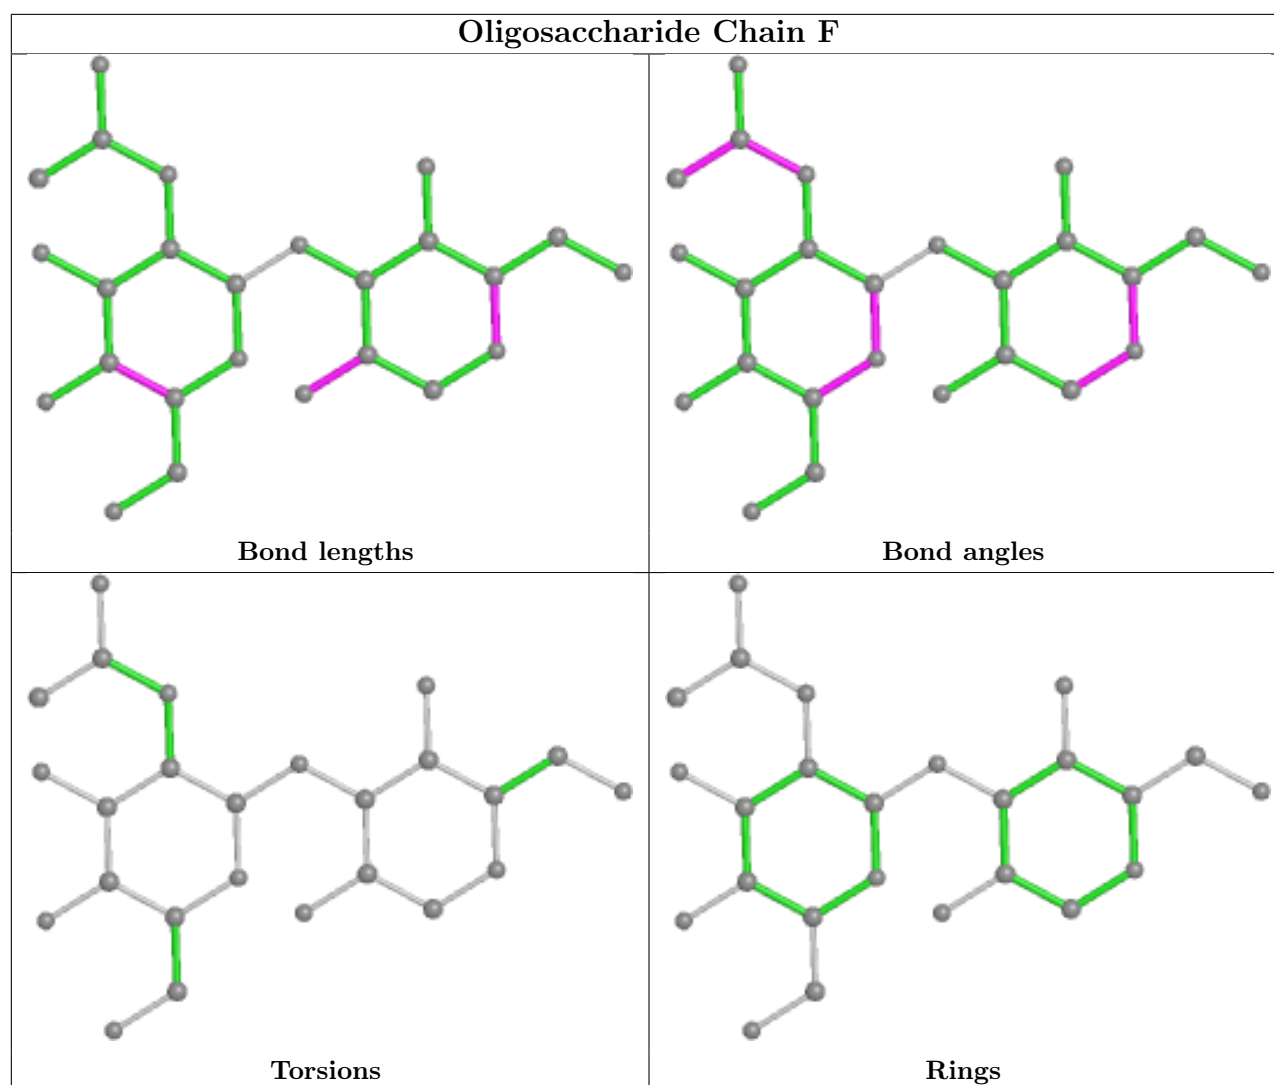 Oligosaccharide Chain F
Bond lengths
Bond angles
Torsions
Rings